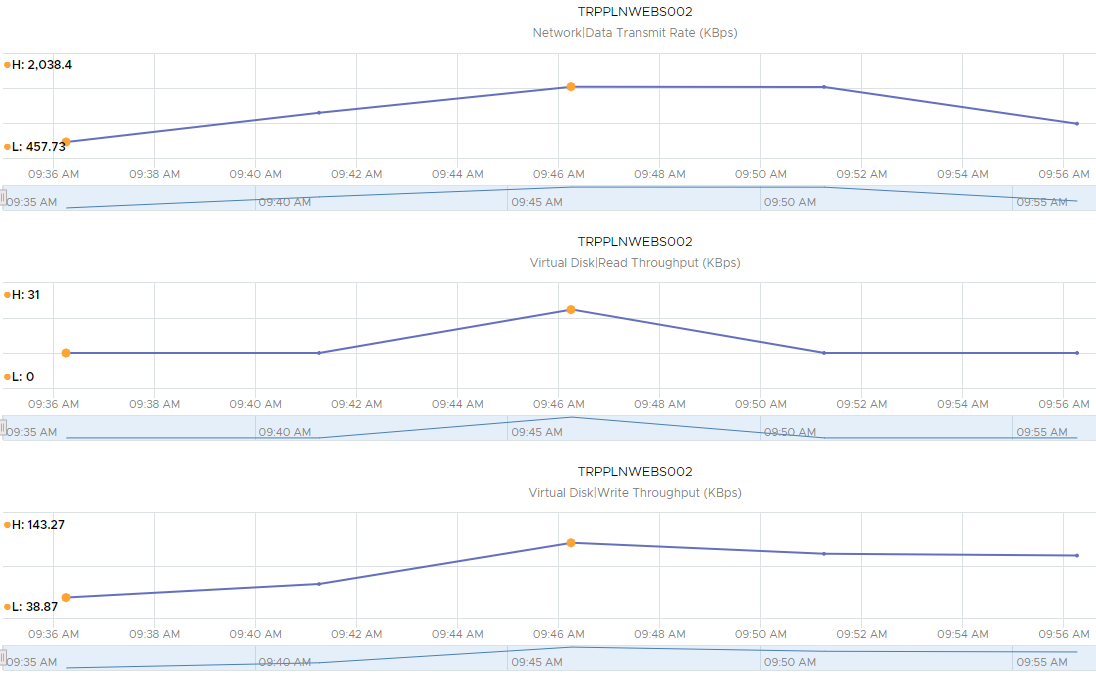 TRPPLNWEBS002
Network|Data Transmit Rate (KBps)
H: 2,038.4
L: 457.73
09:36 AM 09:38 AM 09:40 AM 09:42 AM 09:44 AM 09:46 AM 09:48 AM 09:50 AM 09:52 AM 09:54 AM 09:56 AM
09:35 AM 09:40 AM 09:45 AM 09:50 AM 09:55 AM
TRPPLNWEBS002
Virtual Disk|Read Throughput (KBps)
H: 31
L: 0
09:36 AM 09:38 AM 09:40 AM 09:42 AM 09:44 AM 09:46 AM 09:48 AM 09:50 AM 09:52 AM 09:54 AM 09:56 AM
09:35 AM 09:40 AM 09:45 AM 09:50 AM 09:55 AM
TRPPLNWEBS002
Virtual Disk|Write Throughput (KBps)
H: 143.27
L: 38.87
09:36 AM 09:38 AM 09:40 AM 09:42 AM 09:44 AM 09:46 AM 09:48 AM 09:50 AM 09:52 AM 09:54 AM 09:56 AM
09:35 AM 09:40 AM 09:45 AM 09:50 AM 09:55 AM